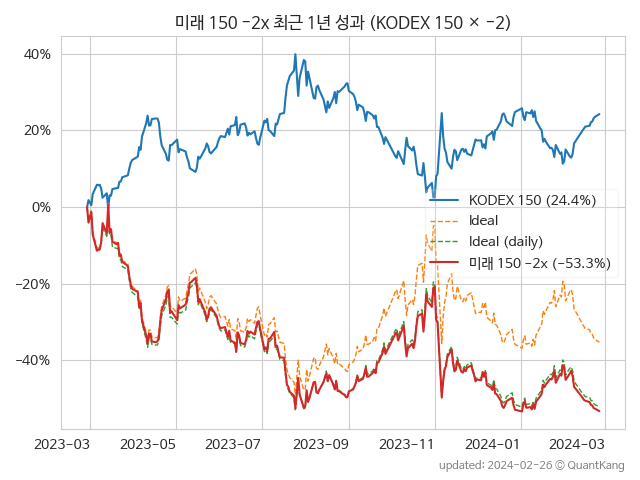 미래 150 −2x 최근 1년 성과 (KODEX 150 × −2)
40%
20%
0%
−20%
−40%
KODEX 150 (24.4%)
Ideal
Ideal (daily)
미래 150 −2x (−53.3%)
2023−03
2023−05
2023−07
2023−09
2023−11
2024−01
2024−03
updated: 2024−02−26 © QuantKang